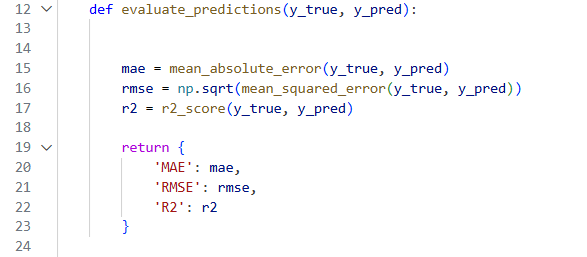 12 def evaluate_predictions(y_true, y_pred):
13
14
15 mae = mean_absolute_error(y_true, y_pred)
16 rmse = np.sqrt(mean_squared_error(y_true, y_pred))
17 r2 = r2_score(y_true, y_pred)
18
19 return {
20 'MAE': mae,
21 'RMSE': rmse,
22 'R2': r2
23 }
24